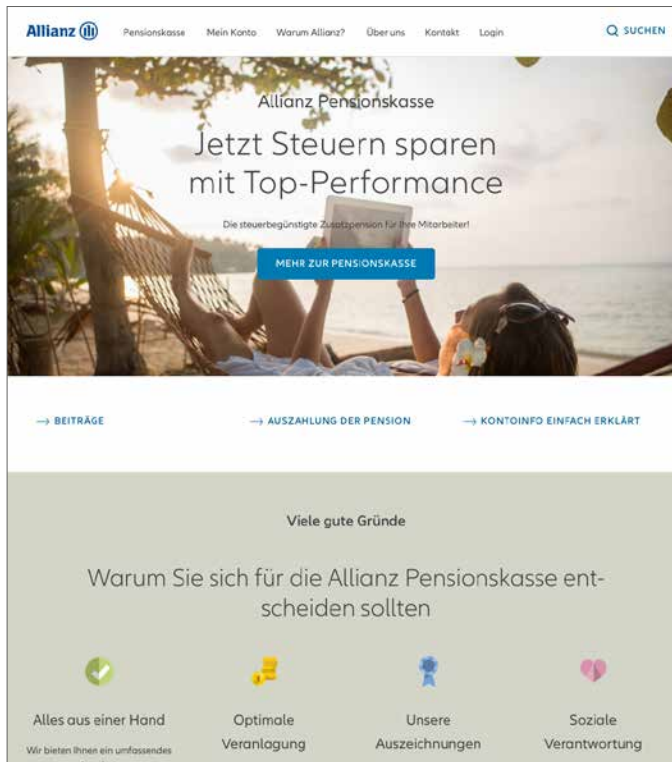 Allianz
Pensionskasse Mein Konto Warum Allianz? Über uns Kontakt Login SUCHEN
Allianz Pensionskasse
Jetzt Steuern sparen
mit Top-Performance
Die steuerbegünstigte Zusatzpension für Ihre Mitarbeiter!
MEHR ZUR PENSIONSKASSE
→ BEITRÄGE → AUSZAHLUNG DER PENSION → KONTOINFO EINFACH ERKLÄRT
Viele gute Gründe
Warum Sie sich für die Allianz Pensionskasse ent-
scheiden sollten
Alles aus einer Hand
Wir bieten Ihnen ein umfassendes
Optimale
Veranlagung
Unsere
Auszeichnungen
Soziale
Verantwortung